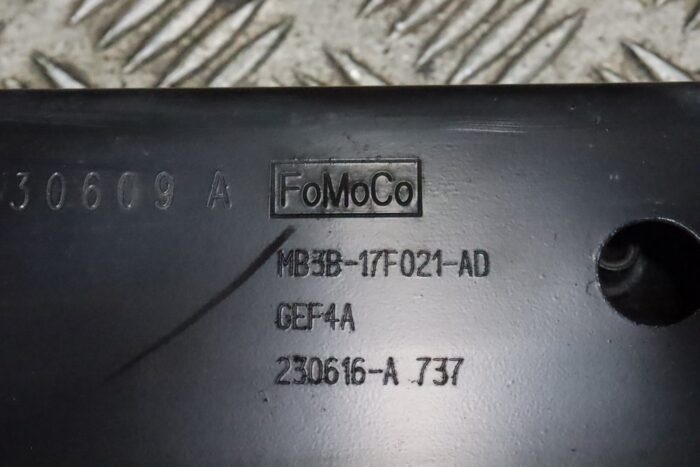 30609 A
FoMoCo
MB3B-17F021-AD
GEF4A
230616-A 737